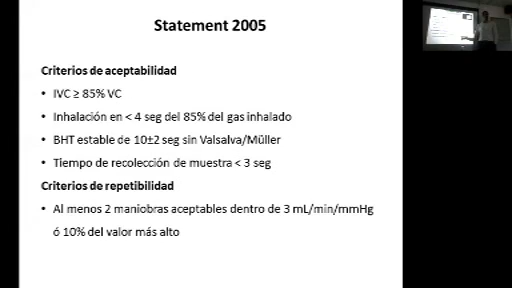 Statement 2005
Criterios de aceptabilidad
• IVC ≥ 85% VC
• Inhalación en < 4 seg del 85% del gas inhalado
• BHT estable de 10±2 seg sin Valsalva/Müller
• Tiempo de recolección de muestra < 3 seg
Criterios de repetibilidad
• Al menos 2 maniobras aceptables dentro de 3 mL/min/mmHg
ó 10% del valor más alto